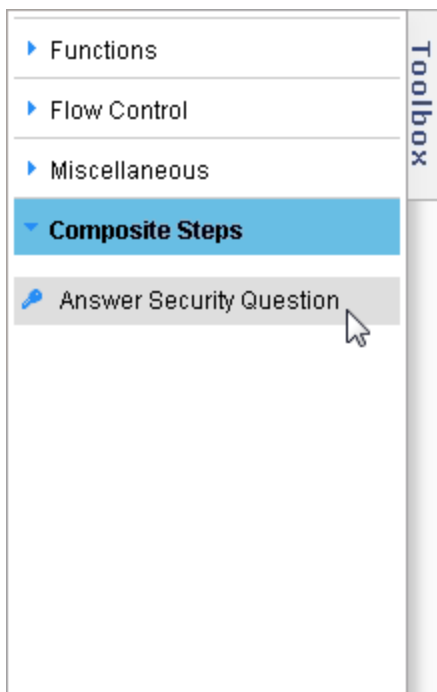 Functions
Flow Control
Miscellaneous
Composite Steps
Answer Security Question
Toolbox